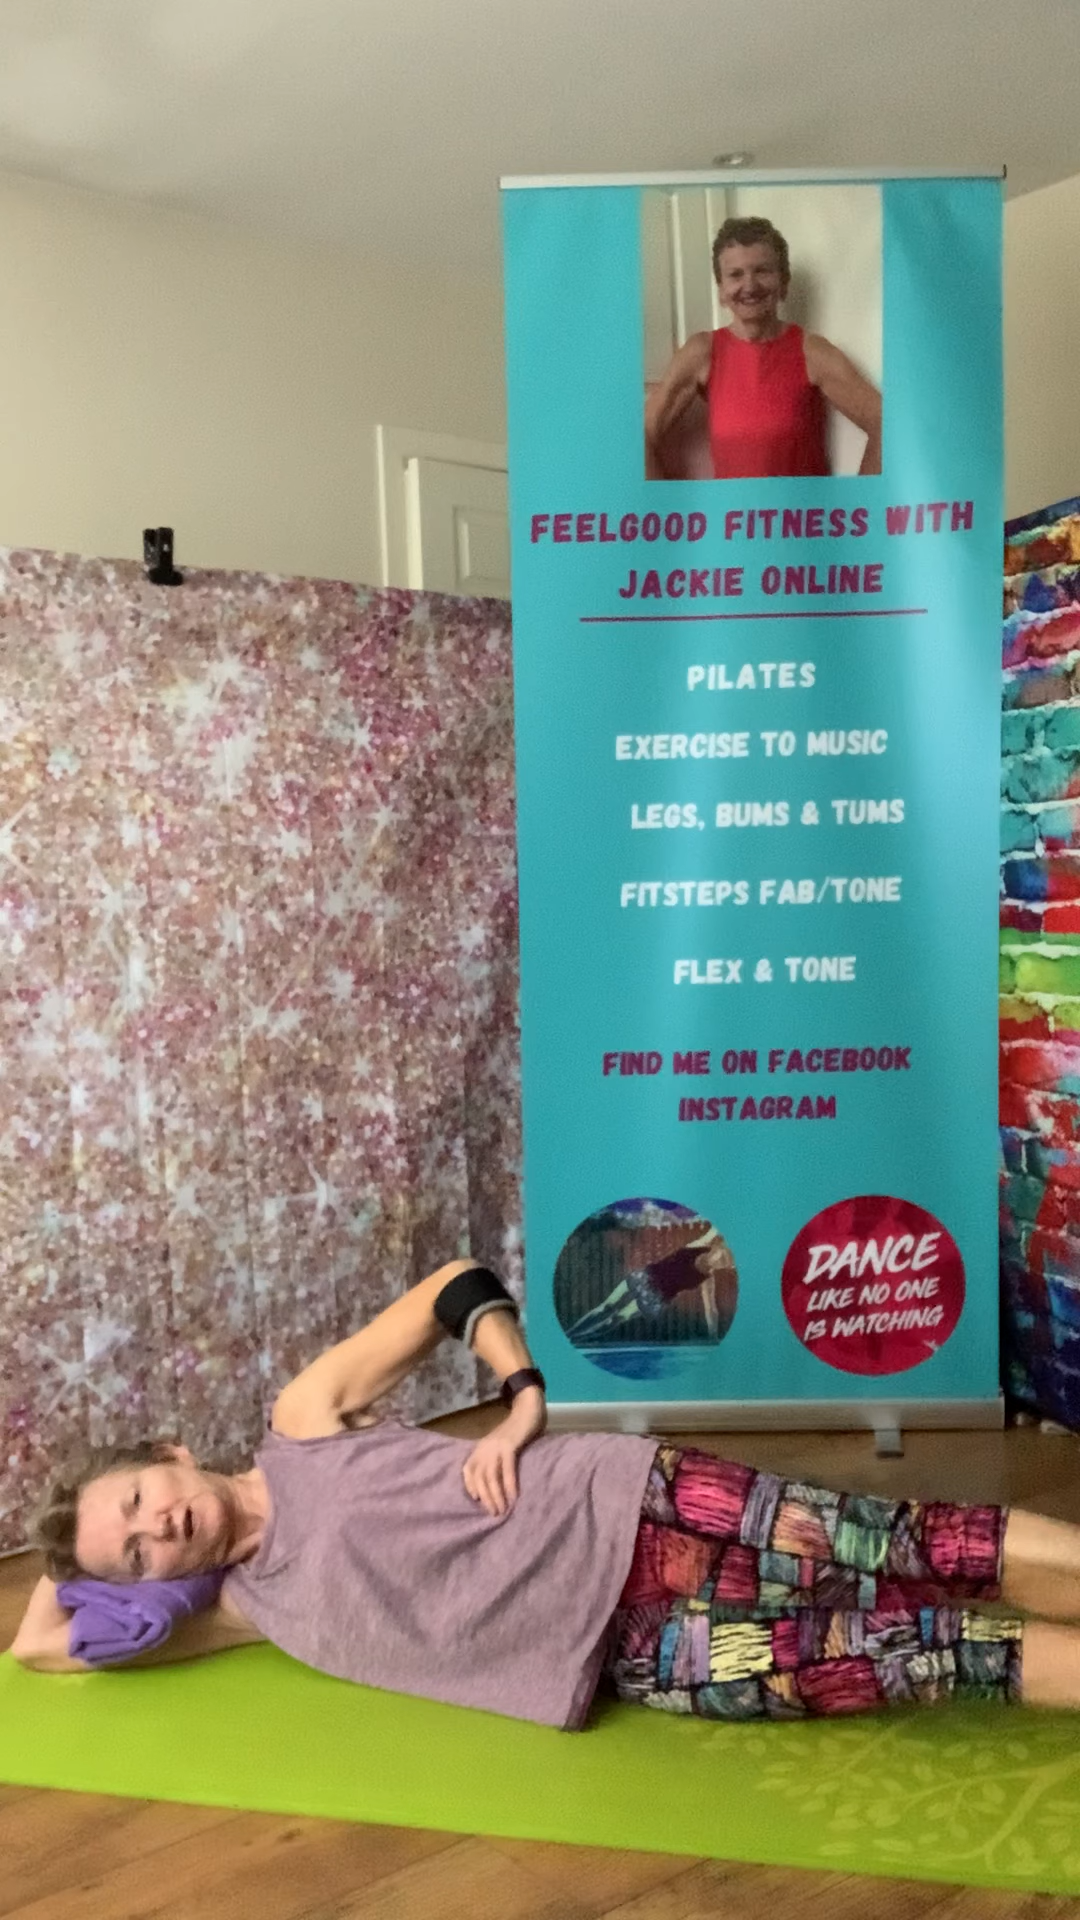 FEELGOOD FITNESS WITH
JACKIE ONLINE
PILATES
EXERCISE TO MUSIC
LEGS, BUMS & TUMS
FITSTEPS FAB/TONE
FLEX & TONE
FIND ME ON FACEBOOK
INSTAGRAM
DANCE
LIKE NO ONE
IS WATCHING